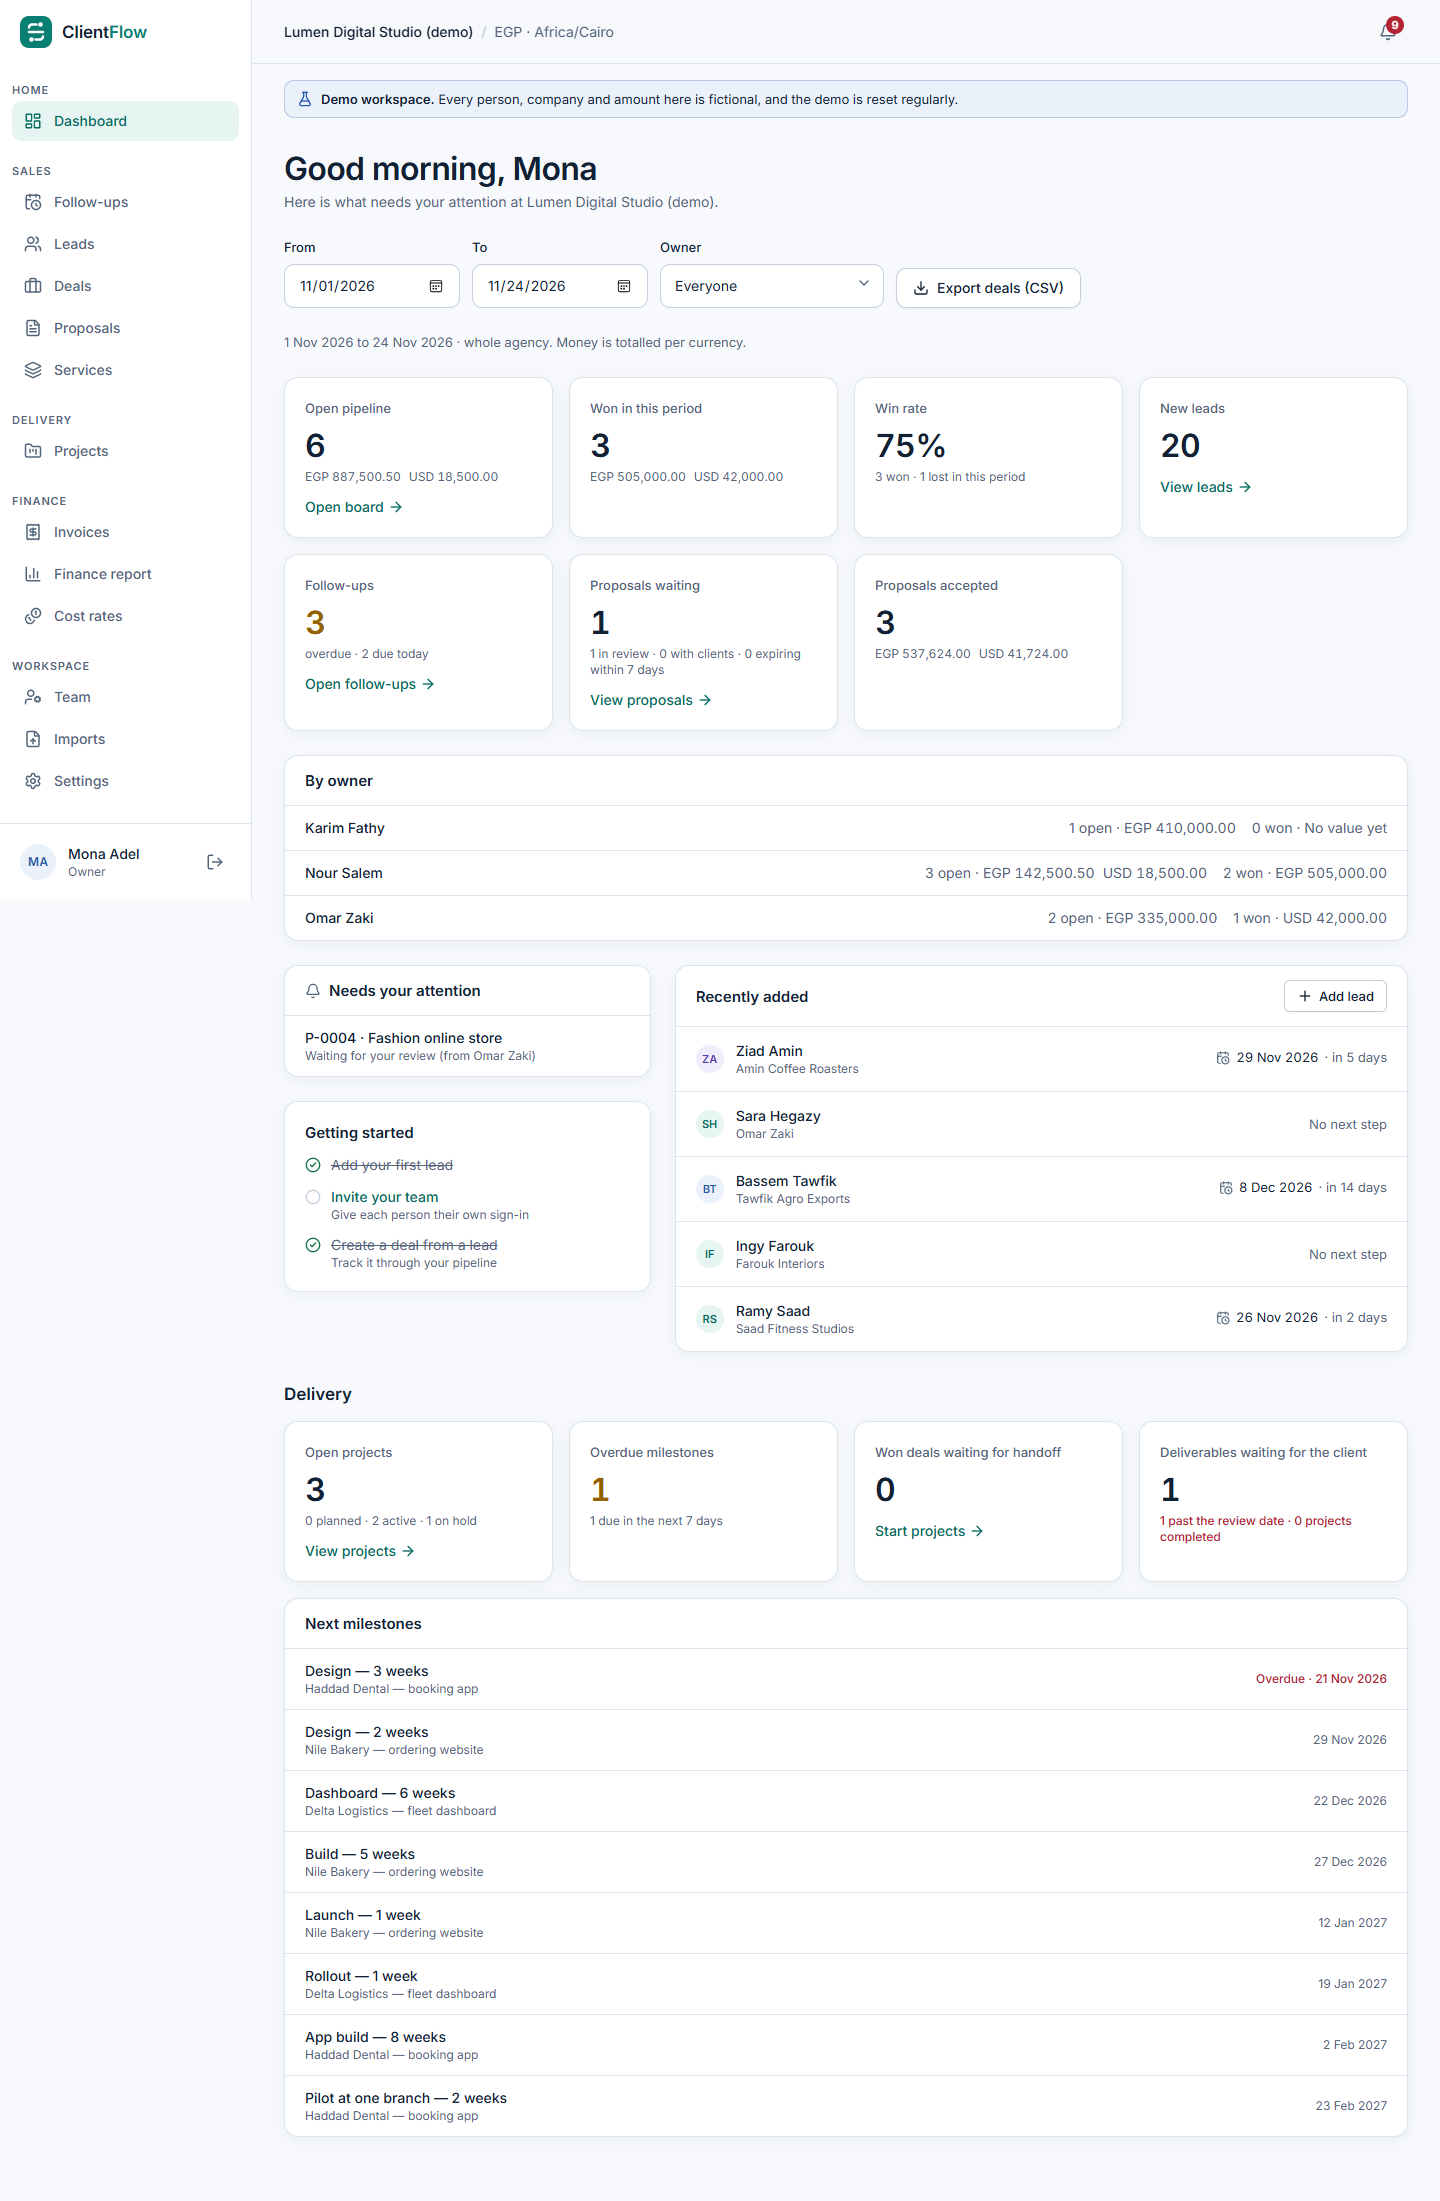 ClientFlow
HOME
Dashboard
SALES
Follow-ups
Leads
Deals
Proposals
Services
DELIVERY
Projects
FINANCE
Invoices
Finance report
Cost rates
WORKSPACE
Team
Imports
Settings
MA
Mona Adel
Owner
Lumen Digital Studio (demo) / EGP · Africa/Cairo
9
Demo workspace. Every person, company and amount here is fictional, and the demo is reset regularly.
Good morning, Mona
Here is what needs your attention at Lumen Digital Studio (demo).
From To Owner
11/01/2026 11/24/2026 Everyone Export deals (CSV)
1 Nov 2026 to 24 Nov 2026 · whole agency. Money is totalled per currency.
Open pipeline
6
EGP 887,500.50 USD 18,500.00
Open board →
Won in this period
3
EGP 505,000.00 USD 42,000.00
Win rate
75%
3 won · 1 lost in this period
New leads
20
View leads →
Follow-ups
3
overdue · 2 due today
Open follow-ups →
Proposals waiting
1
1 in review · 0 with clients · 0 expiring
within 7 days
View proposals →
Proposals accepted
3
EGP 537,624.00 USD 41,724.00
By owner
Karim Fathy 1 open · EGP 410,000.00 0 won · No value yet
Nour Salem 3 open · EGP 142,500.50 USD 18,500.00 2 won · EGP 505,000.00
Omar Zaki 2 open · EGP 335,000.00 1 won · USD 42,000.00
Needs your attention
P-0004 · Fashion online store
Waiting for your review (from Omar Zaki)
Getting started
Add your first lead
Invite your team
Give each person their own sign-in
Create a deal from a lead
Track it through your pipeline
Recently added + Add lead
ZA Ziad Amin 29 Nov 2026 · in 5 days
Amin Coffee Roasters
SH Sara Hegazy No next step
Omar Zaki
BT Bassem Tawfik 8 Dec 2026 · in 14 days
Tawfik Agro Exports
IF Ingy Farouk No next step
Farouk Interiors
RS Ramy Saad 26 Nov 2026 · in 2 days
Saad Fitness Studios
Delivery
Open projects
3
0 planned · 2 active · 1 on hold
View projects →
Overdue milestones
1
1 due in the next 7 days
Won deals waiting for handoff
0
Start projects →
Deliverables waiting for the client
1
1 past the review date · 0 projects
completed
Next milestones
Design — 3 weeks Overdue · 21 Nov 2026
Haddad Dental — booking app
Design — 2 weeks 29 Nov 2026
Nile Bakery — ordering website
Dashboard — 6 weeks 22 Dec 2026
Delta Logistics — fleet dashboard
Build — 5 weeks 27 Dec 2026
Nile Bakery — ordering website
Launch — 1 week 12 Jan 2027
Nile Bakery — ordering website
Rollout — 1 week 19 Jan 2027
Delta Logistics — fleet dashboard
App build — 8 weeks 2 Feb 2027
Haddad Dental — booking app
Pilot at one branch — 2 weeks 23 Feb 2027
Haddad Dental — booking app